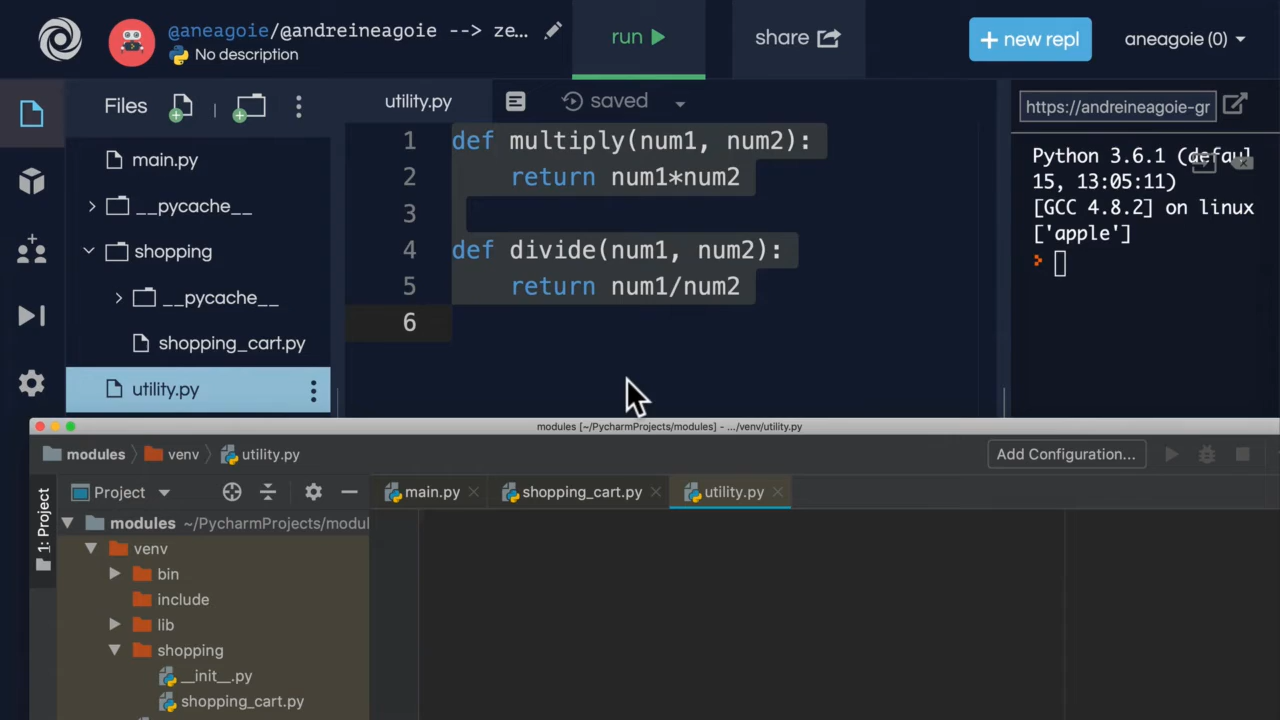 @aneagoie/@andreineagoie --> ze...
No description
run
share
+ new repl
aneagoie (0)
Files
main.py
__pycache__
shopping
__pycache__
shopping_cart.py
utility.py
utility.py
saved
1 def multiply(num1, num2):
2 return num1*num2
3
4 def divide(num1, num2):
5 return num1/num2
6
https://andreineagoie-gr
Python 3.6.1 (defaul
15, 13:05:11)
[GCC 4.8.2] on linux
['apple']
modules [~/PycharmProjects/modules] - .../venv/utility.py
modules venv utility.py
Add Configuration...
1: Project
Project
main.py shopping_cart.py utility.py
modules ~/PycharmProjects/modul
venv
bin
include
lib
shopping
__init__.py
shopping_cart.py